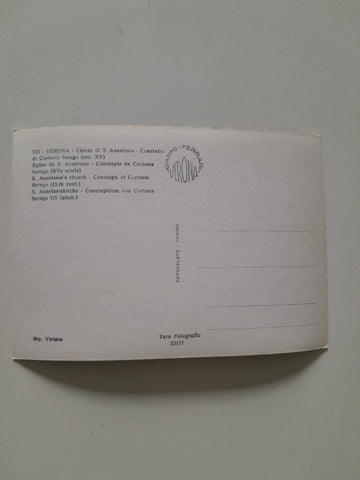 VERONA - Chiesa di S. Anastasia - Cenotafio
di Cortesia Serego (sec. XV)
Eglise de S. Anastasia - Cénotaphe de Cortesia
Serego (XVe siècle)
S. Anastasia's church - Cenotaph of Cortesia
Serego (15th cent.)
S. Anastasiakirche - Cenotaphium von Cortesia
Serego (15 Jahrh.)
GIANNI - FERRARI
VERONA
FOTOCELERE - TORINO
Rip. Vietata
Vera Fotografia